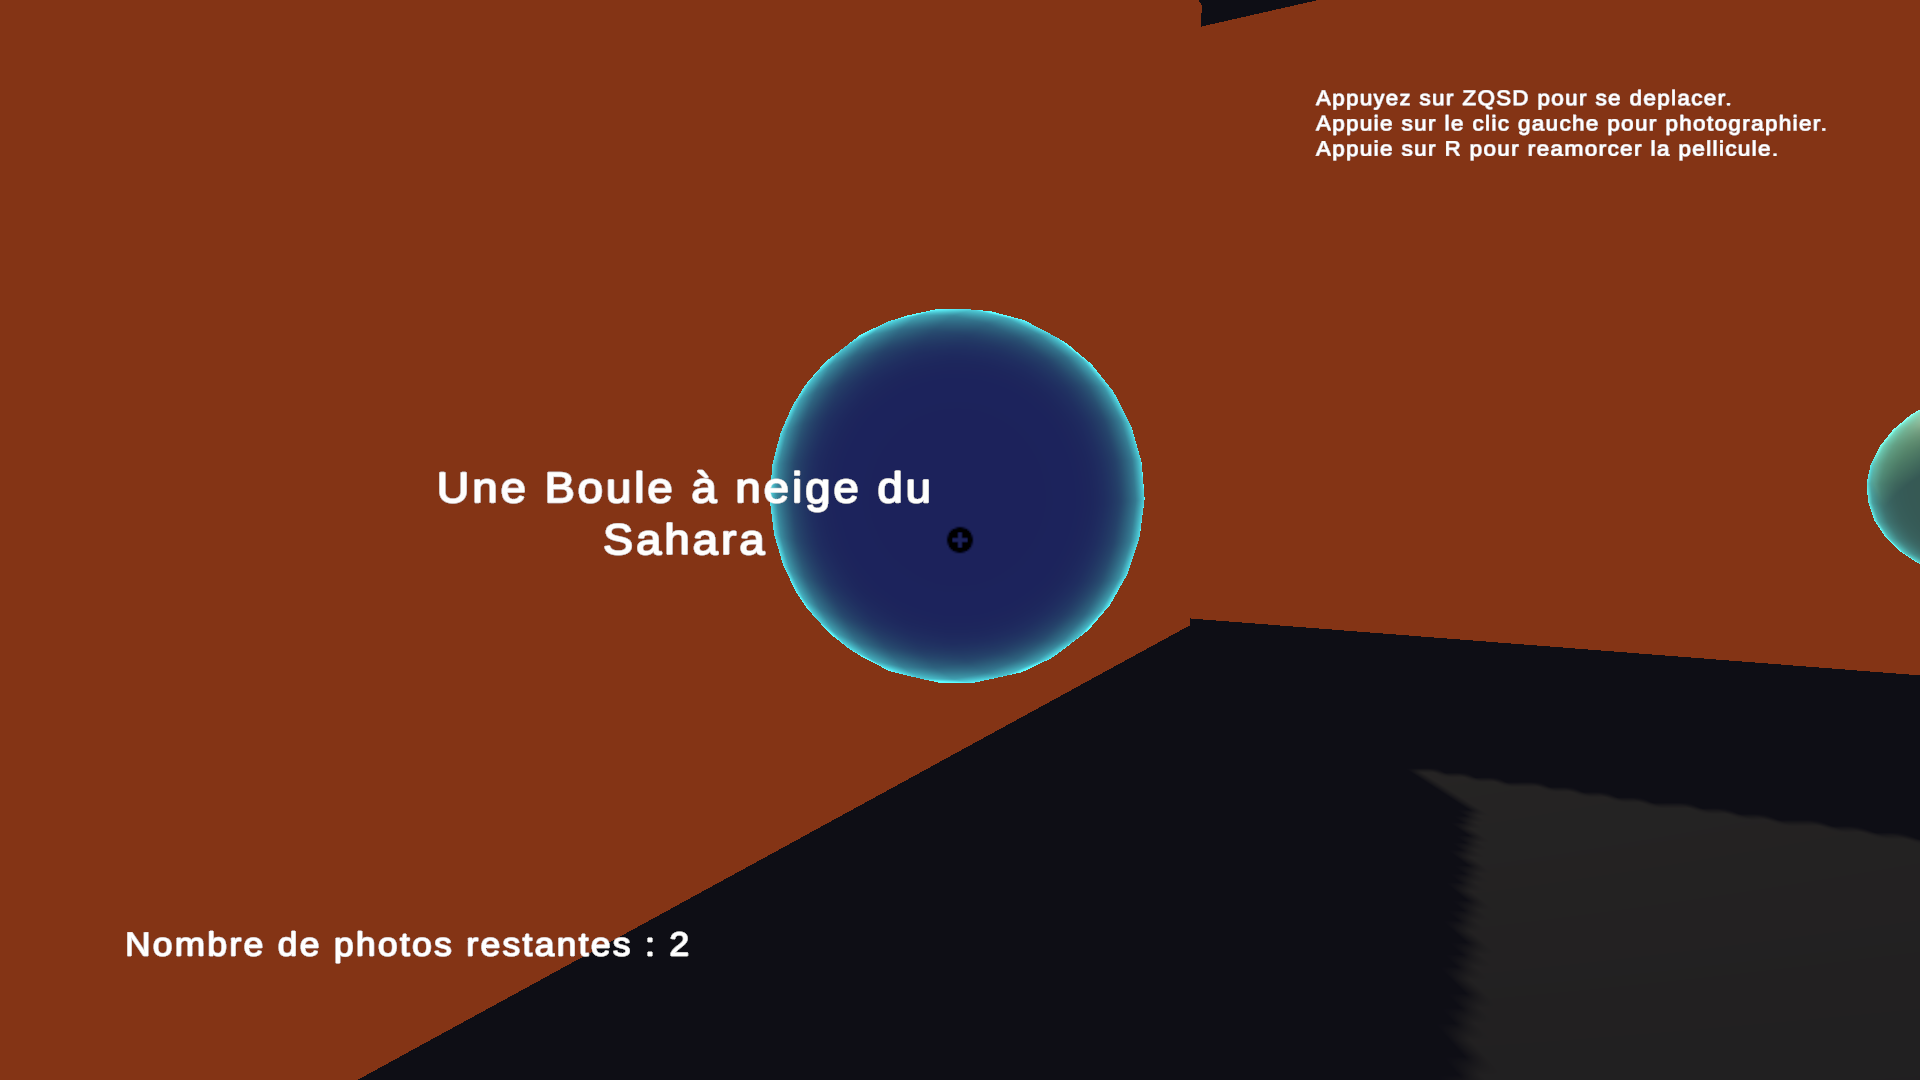 Appuyez sur ZQSD pour se deplacer.
Appuie sur le clic gauche pour photographier.
Appuie sur R pour reamorcer la pellicule.
Une Boule à neige du
Sahara
Nombre de photos restantes : 2